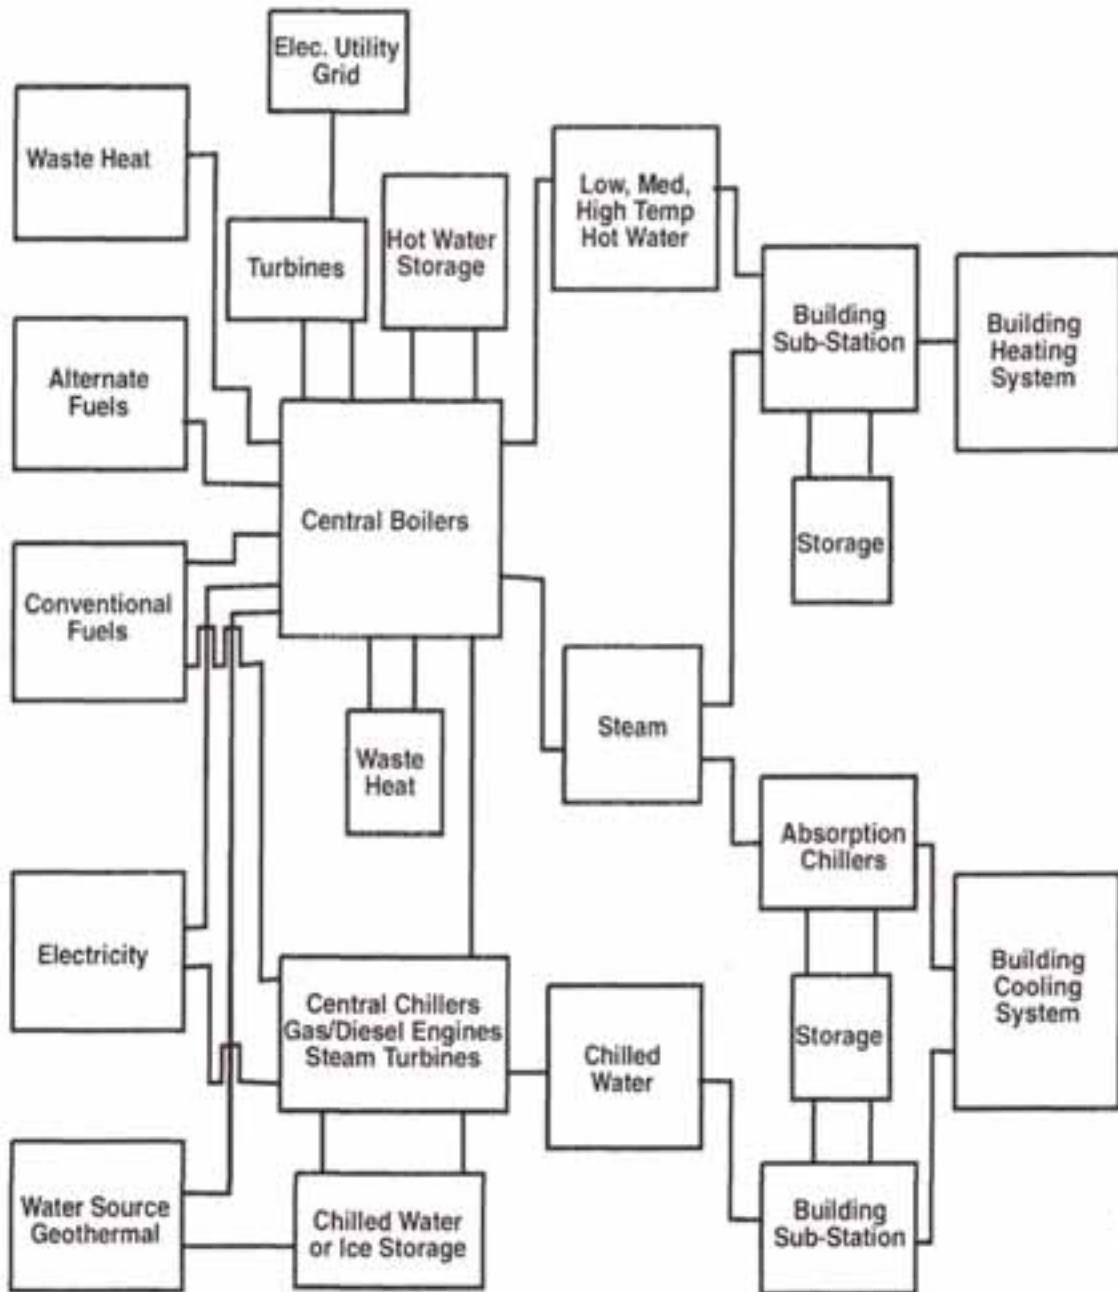 Elec. Utility
Grid
Waste Heat
Low, Med,
High Temp
Hot Water
Hot Water
Storage
Turbines
Building
Sub-Station
Building
Heating
System
Alternate
Fuels
Central Boilers
Storage
Conventional
Fuels
Steam
Waste
Heat
Absorption
Chillers
Electricity
Central Chillers
Gas/Diesel Engines
Steam Turbines
Building
Cooling
System
Chilled
Water
Storage
Water Source
Geothermal
Chilled Water
or Ice Storage
Building
Sub-Station